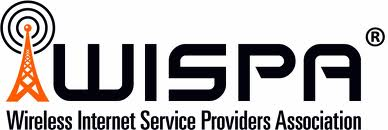 WISPA®
Wireless Internet Service Providers Association